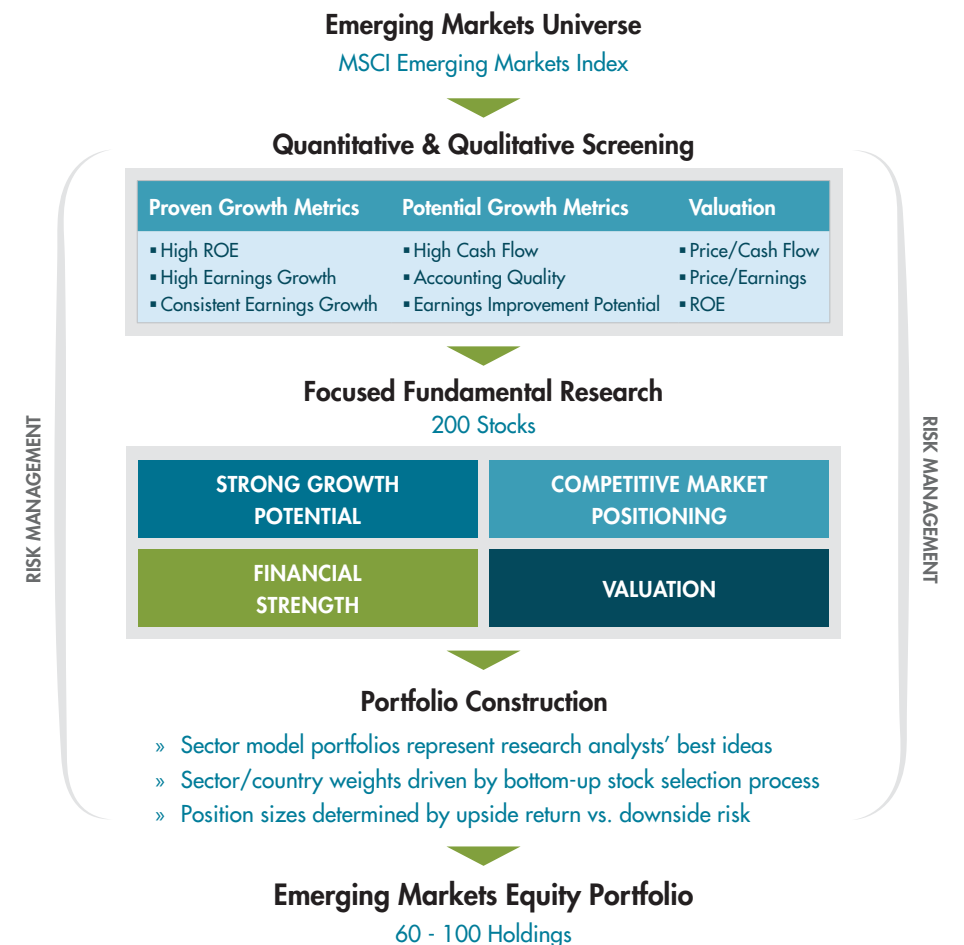 Emerging Markets Universe
MSCI Emerging Markets Index
Quantitative & Qualitative Screening
Proven Growth Metrics
▪ High ROE
▪ High Earnings Growth
▪ Consistent Earnings Growth
Potential Growth Metrics
▪ High Cash Flow
▪ Accounting Quality
▪ Earnings Improvement Potential
Valuation
▪ Price/Cash Flow
▪ Price/Earnings
▪ ROE
Focused Fundamental Research
200 Stocks
RISK MANAGEMENT
STRONG GROWTH
POTENTIAL
COMPETITIVE MARKET
POSITIONING
FINANCIAL
STRENGTH
VALUATION
RISK MANAGEMENT
Portfolio Construction
» Sector model portfolios represent research analysts’ best ideas
» Sector/country weights driven by bottom-up stock selection process
» Position sizes determined by upside return vs. downside risk
Emerging Markets Equity Portfolio
60 - 100 Holdings